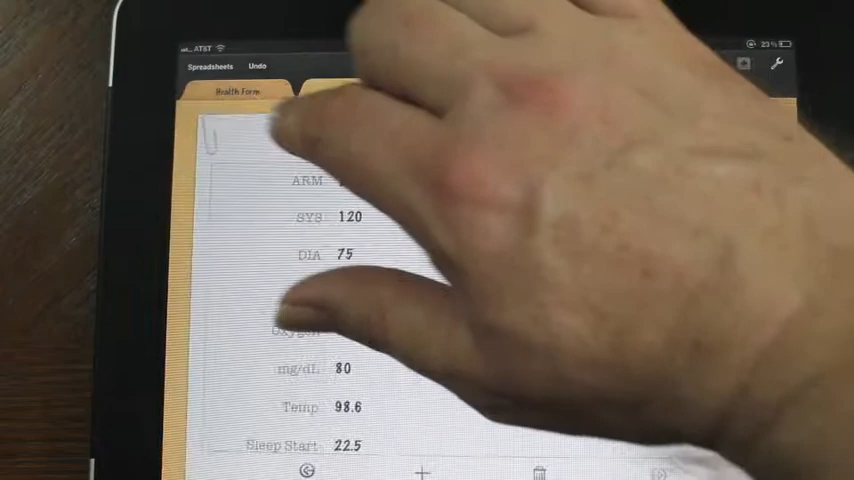 AT&T 23%
Spreadsheets Undo
Health Form
ARM
SYS 120
DIA 75
mg/dL 80
Temp 98.6
Sleep Start 22.5